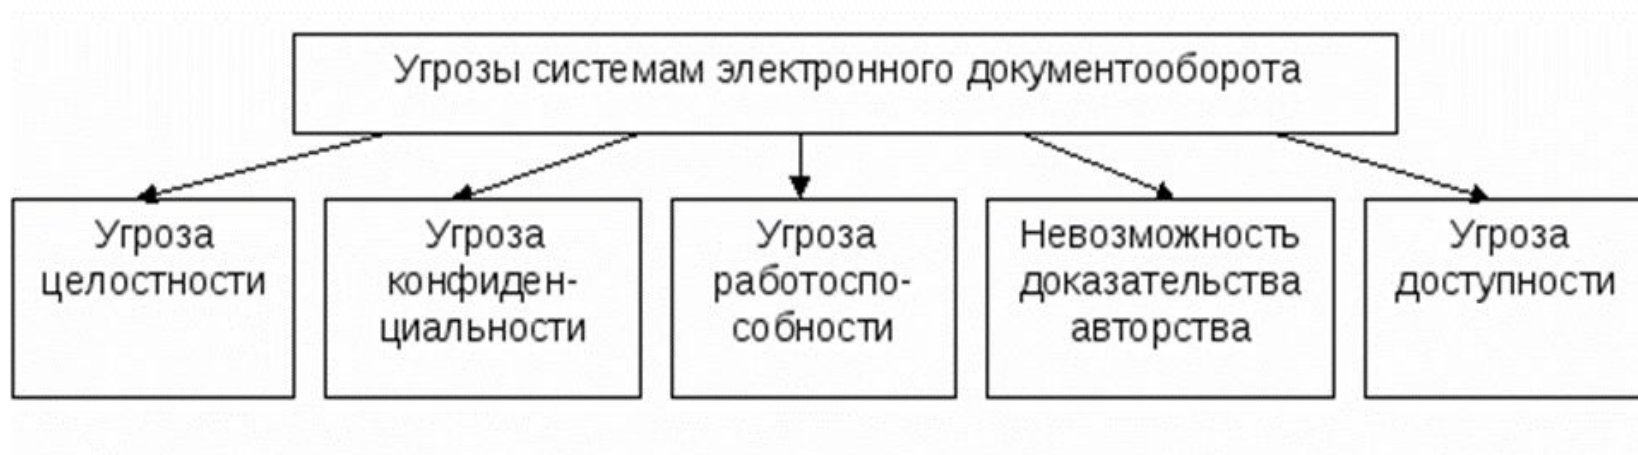 Угрозы системам электронного документооборота
Угроза
целостности
Угроза
конфиден-
циальности
Угроза
работоспо-
собности
Невозможность
доказательства
авторства
Угроза
доступности